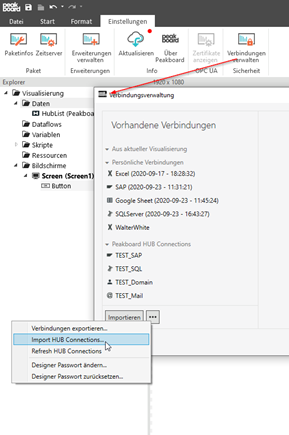 peak board
Datei Start Format Einstellungen
Paketinfos Zeitserver Erweiterungen verwalten Aktualisieren Über Peakboard Zertifikate anzeigen Verbindungen verwalten
Paket Erweiterungen Info OPC UA Sicherheit
Explorer 1920 x 1080
Visualisierung
Daten
HubList (Peakboa
Dataflows
Variablen
Skripte
Ressourcen
Bildschirme
Screen (Screen1)
Button
Verbindungsverwaltung
Vorhandene Verbindungen
Aus aktueller Visualisierung
Persönliche Verbindungen
Excel (2020-09-17 - 18:28:32)
SAP (2020-09-23 - 11:31:21)
Google Sheet (2020-09-23 - 11:45:24)
SQLServer (2020-09-23 - 16:43:27)
WalterWhite
Peakboard HUB Connections
TEST_SAP
TEST_SQL
TEST_Domain
TEST_Mail
Importieren •••
Verbindungen exportieren...
Import HUB Connections...
Refresh HUB Connections
Designer Passwort ändern...
Designer Passwort zurücksetzen...